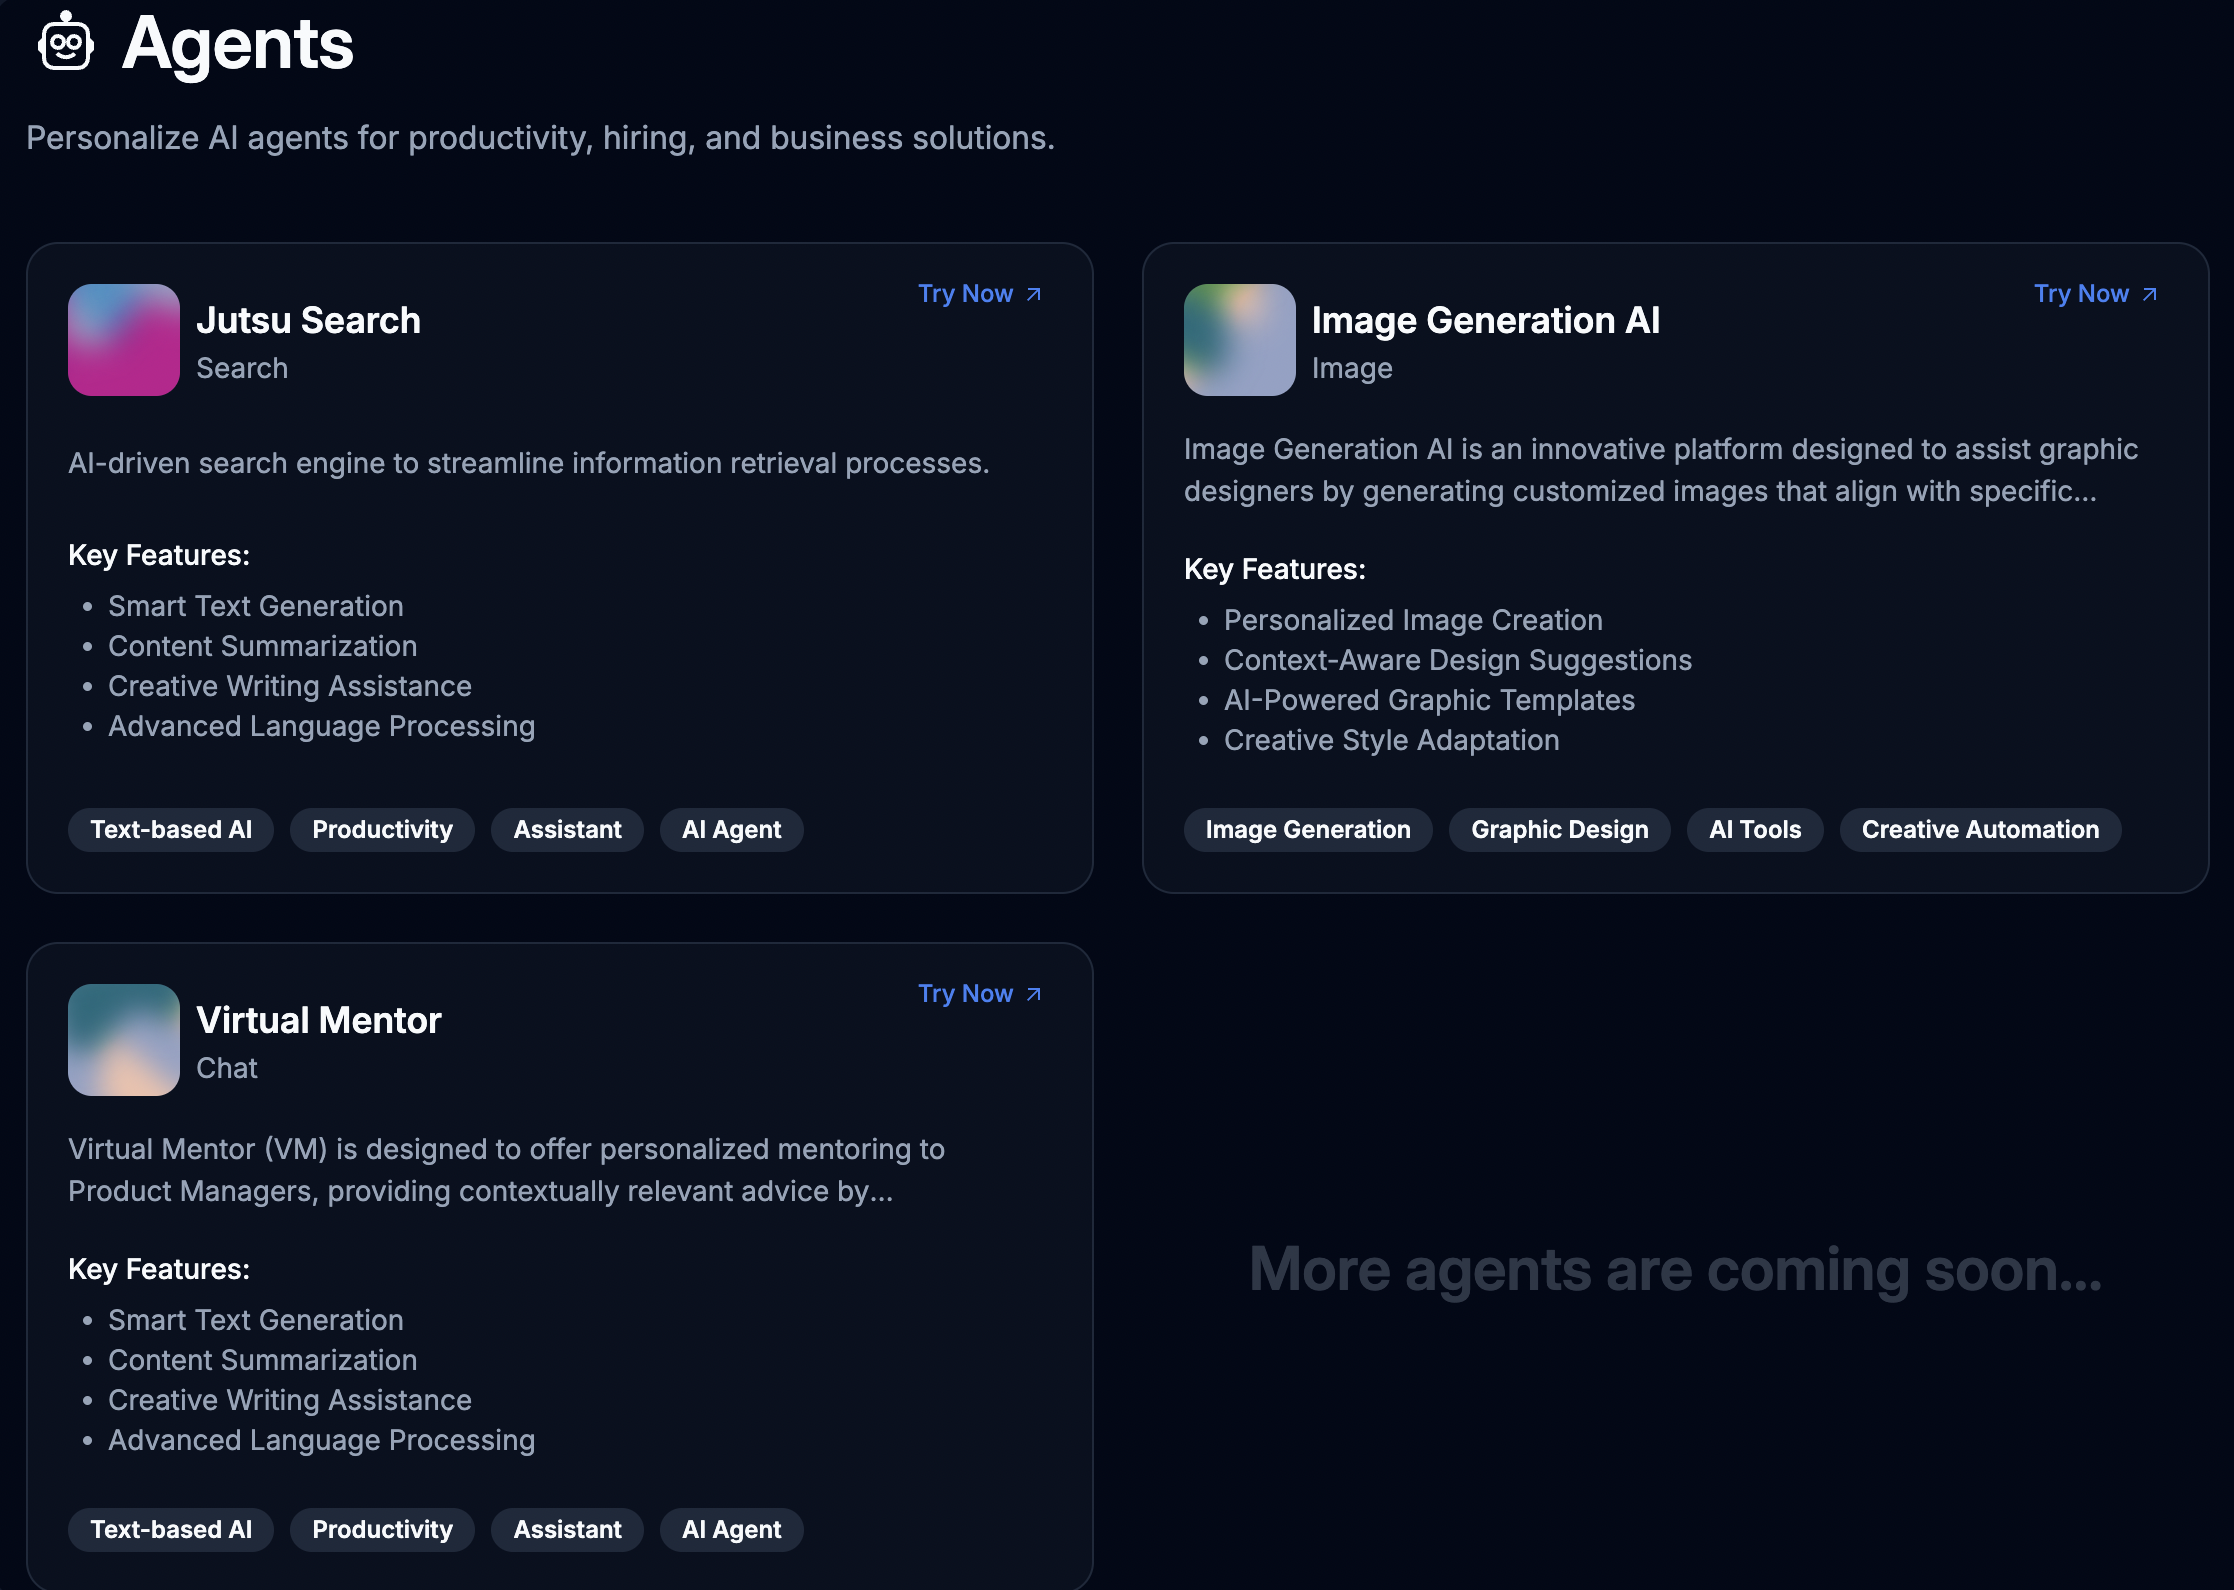 Agents
Personalize AI agents for productivity, hiring, and business solutions.
Jutsu Search
Search
Try Now
AI-driven search engine to streamline information retrieval processes.
Key Features:
• Smart Text Generation
• Content Summarization
• Creative Writing Assistance
• Advanced Language Processing
Text-based AI Productivity Assistant AI Agent
Image Generation AI
Image
Try Now
Image Generation AI is an innovative platform designed to assist graphic
designers by generating customized images that align with specific...
Key Features:
• Personalized Image Creation
• Context-Aware Design Suggestions
• AI-Powered Graphic Templates
• Creative Style Adaptation
Image Generation Graphic Design AI Tools Creative Automation
Virtual Mentor
Chat
Try Now
Virtual Mentor (VM) is designed to offer personalized mentoring to
Product Managers, providing contextually relevant advice by...
Key Features:
• Smart Text Generation
• Content Summarization
• Creative Writing Assistance
• Advanced Language Processing
Text-based AI Productivity Assistant AI Agent
More agents are coming soon...